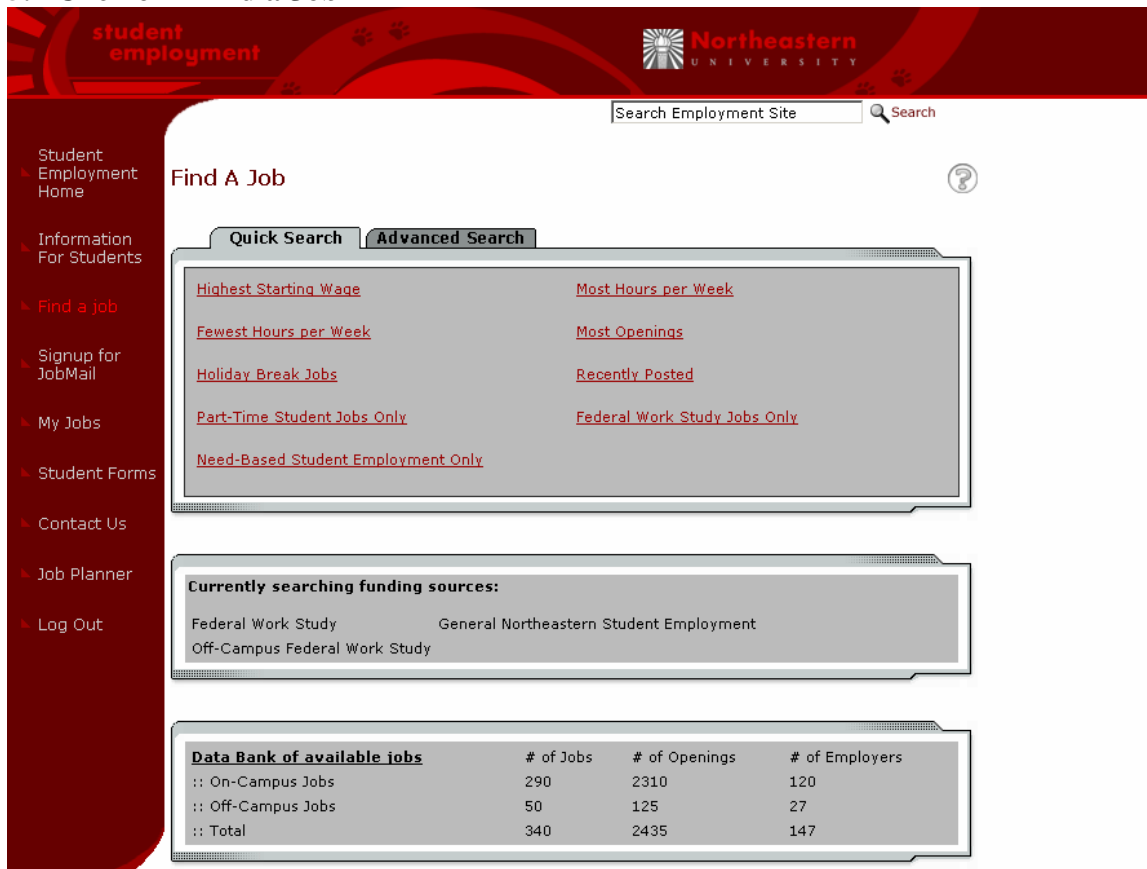 student
employment
Northeastern
UNIVERSITY
Search Employment Site Search
Student
Employment
Home
Information
For Students
Find a job
Signup for
JobMail
My Jobs
Student Forms
Contact Us
Job Planner
Log Out
Find A Job ?
Quick Search Advanced Search
Highest Starting Wage Most Hours per Week
Fewest Hours per Week Most Openings
Holiday Break Jobs Recently Posted
Part-Time Student Jobs Only Federal Work Study Jobs Only
Need-Based Student Employment Only
Currently searching funding sources:
Federal Work Study General Northeastern Student Employment
Off-Campus Federal Work Study
Data Bank of available jobs # of Jobs # of Openings # of Employers
:: On-Campus Jobs 290 2310 120
:: Off-Campus Jobs 50 125 27
:: Total 340 2435 147